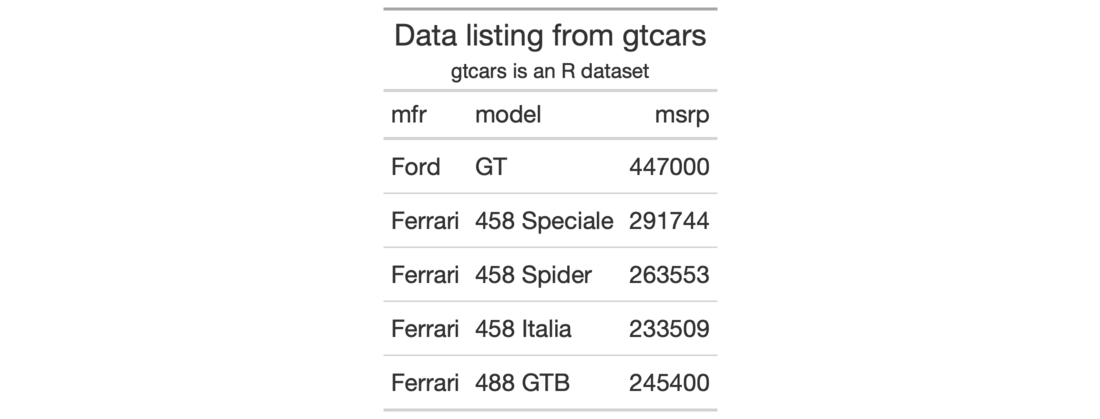 Data listing from gtcars
gtcars is an R dataset
mfr model msrp
Ford GT 447000
Ferrari 458 Speciale 291744
Ferrari 458 Spider 263553
Ferrari 458 Italia 233509
Ferrari 488 GTB 245400